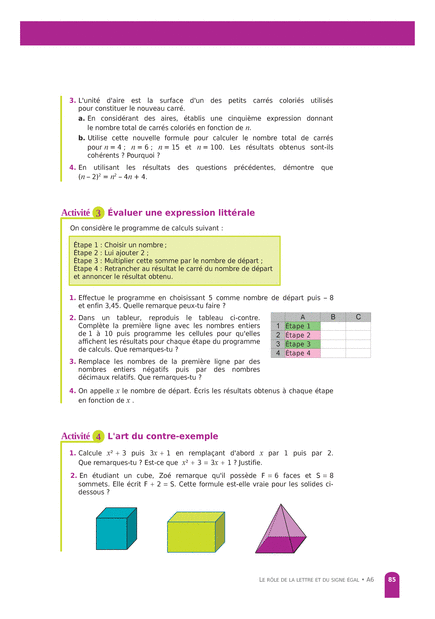 3. L'unité d'aire est la surface d'un des petits carrés coloriés utilisés
pour constituer le nouveau carré.
a. En considérant des aires, établis une cinquième expression donnant
le nombre total de carrés coloriés en fonction de n.
b. Utilise cette nouvelle formule pour calculer le nombre total de carrés
pour n = 4 ; n = 6 ; n = 15 et n = 100. Les résultats obtenus sont-ils
cohérents ? Pourquoi ?
4. En utilisant les résultats des questions précédentes, démontre que
(n – 2)² = n² – 4n + 4.
Activité 3 Évaluer une expression littérale
On considère le programme de calculs suivant :
Étape 1 : Choisir un nombre ;
Étape 2 : Lui ajouter 2 ;
Étape 3 : Multiplier cette somme par le nombre de départ ;
Étape 4 : Retrancher au résultat le carré du nombre de départ
et annoncer le résultat obtenu.
1. Effectue le programme en choisissant 5 comme nombre de départ puis – 8
et enfin 3,45. Quelle remarque peux-tu faire ?
2. Dans un tableur, reproduis le tableau ci-contre.
Complète la première ligne avec les nombres entiers
de 1 à 10 puis programme les cellules pour qu'elles
affichent les résultats pour chaque étape du programme
de calculs. Que remarques-tu ?
A B C
1 Étape 1
2 Étape 2
3 Étape 3
4 Étape 4
3. Remplace les nombres de la première ligne par des
nombres entiers négatifs puis par des nombres
décimaux relatifs. Que remarques-tu ?
4. On appelle x le nombre de départ. Écris les résultats obtenus à chaque étape
en fonction de x .
Activité 4 L'art du contre-exemple
1. Calcule x² + 3 puis 3x + 1 en remplaçant d'abord x par 1 puis par 2.
Que remarques-tu ? Est-ce que x² + 3 = 3x + 1 ? Justifie.
2. En étudiant un cube, Zoé remarque qu'il possède F = 6 faces et S = 8
sommets. Elle écrit F + 2 = S. Cette formule est-elle vraie pour les solides ci-
dessous ?
LE RÔLE DE LA LETTRE ET DU SIGNE ÉGAL • A6
85